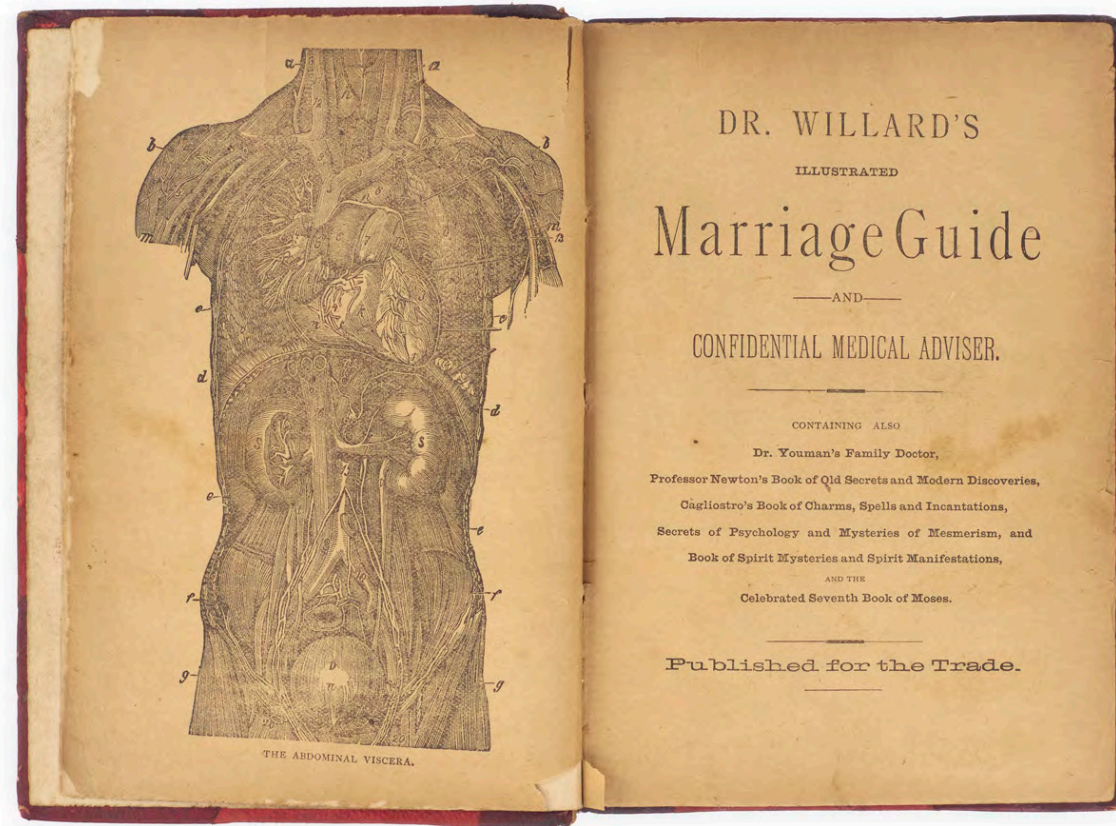 a
a
b
b
m
m
e
d
d
S
S
e
e
f
f
g
g
THE ABDOMINAL VISCERA.
DR. WILLARD'S
ILLUSTRATED
Marriage Guide
AND
CONFIDENTIAL MEDICAL ADVISER.
CONTAINING ALSO
Dr. Youman's Family Doctor,
Professor Newton's Book of Old Secrets and Modern Discoveries,
Cagliostro's Book of Charms, Spells and Incantations,
Secrets of Psychology and Mysteries of Mesmerism, and
Book of Spirit Mysteries and Spirit Manifestations,
AND THE
Celebrated Seventh Book of Moses.
Published for the Trade.